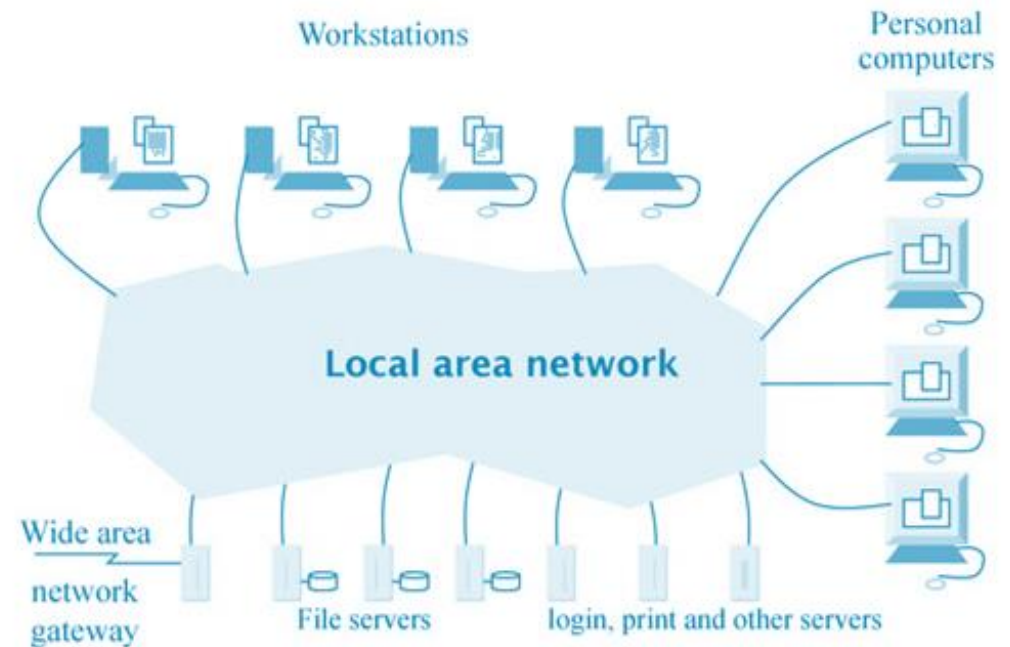 Workstations
Personal
computers
Local area network
Wide area
network
gateway
File servers
login, print and other servers